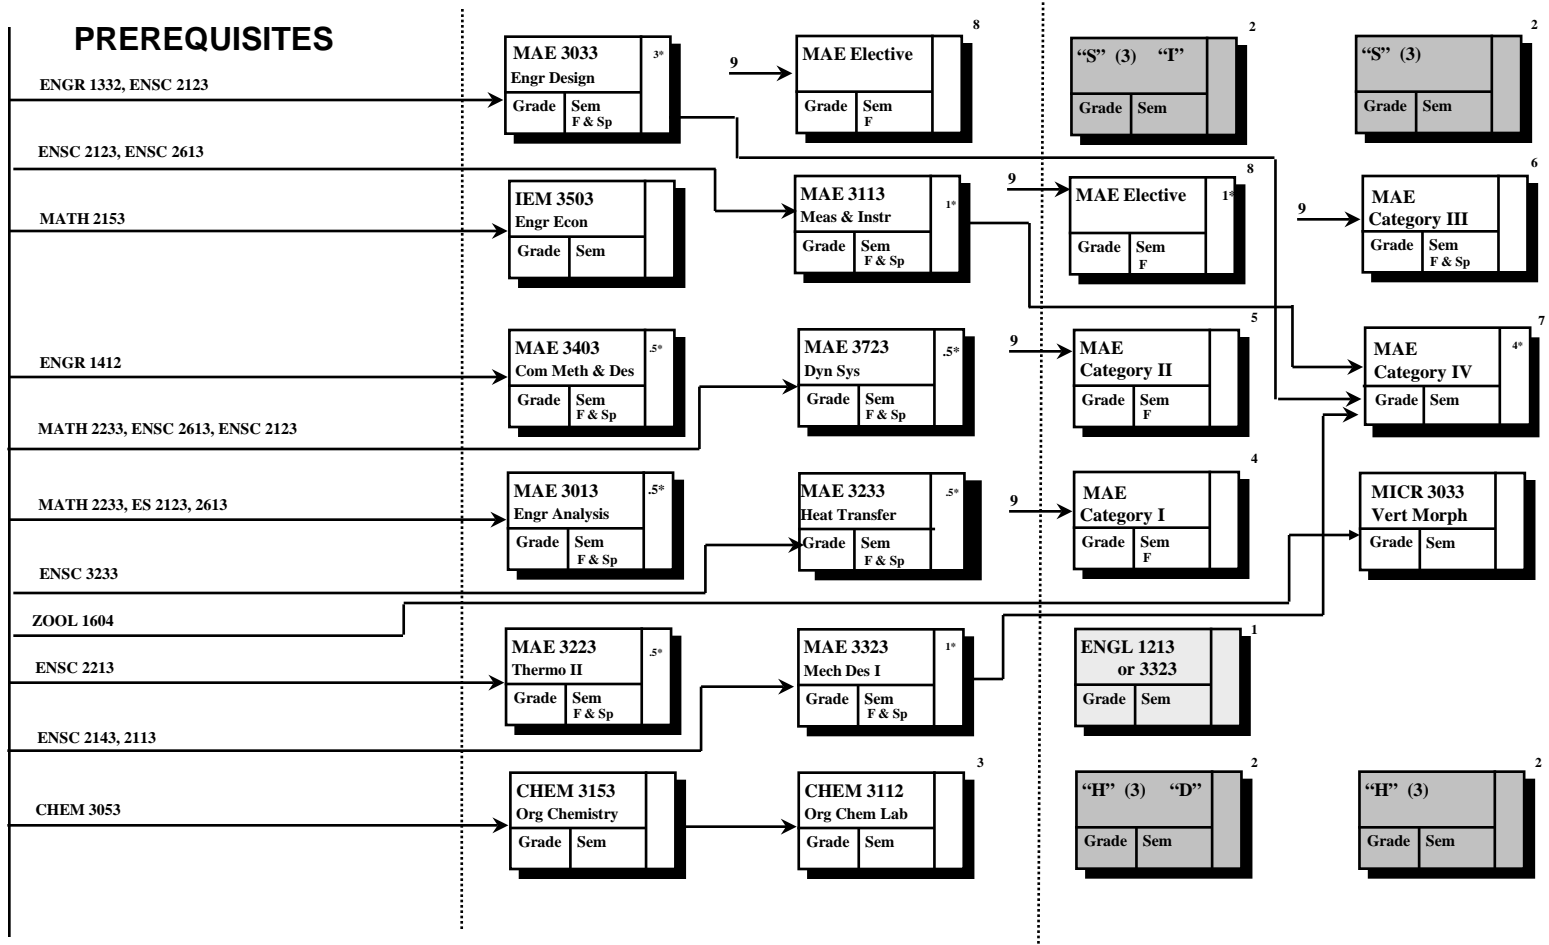 PREREQUISITES
ENGR 1332, ENSC 2123
ENSC 2123, ENSC 2613
MATH 2153
ENGR 1412
MATH 2233, ENSC 2613, ENSC 2123
MATH 2233, ES 2123, 2613
ENSC 3233
ZOOL 1604
ENSC 2213
ENSC 2143, 2113
CHEM 3053
MAE 3033
3*
Engr Design
Grade
Sem
F & Sp
IEM 3503
Engr Econ
Grade
Sem
MAE 3403
.5*
Com Meth & Des
Grade
Sem
F & Sp
MAE 3013
.5*
Engr Analysis
Grade
Sem
F & Sp
MAE 3223
.5*
Thermo II
Grade
Sem
F & Sp
CHEM 3153
Org Chemistry
Grade
Sem
8
9
MAE Elective
Grade
Sem
F
MAE 3113
1*
Meas & Instr
Grade
Sem
F & Sp
MAE 3723
.5*
Dyn Sys
Grade
Sem
F & Sp
MAE 3233
.5*
Heat Transfer
Grade
Sem
F & Sp
MAE 3323
1*
Mech Des I
Grade
Sem
F & Sp
3
CHEM 3112
Org Chem Lab
Grade
Sem
2
“S” (3) “I”
Grade
Sem
8
9
MAE Elective
1*
Grade
Sem
F
5
9
MAE
Category II
Grade
Sem
F
4
9
MAE
Category I
Grade
Sem
F
1
ENGL 1213
or 3323
Grade
Sem
2
“H” (3) “D”
Grade
Sem
2
“S” (3)
Grade
Sem
6
9
MAE
Category III
Grade
Sem
F & Sp
7
MAE
4*
Category IV
Grade
Sem
MICR 3033
Vert Morph
Grade
Sem
2
“H” (3)
Grade
Sem